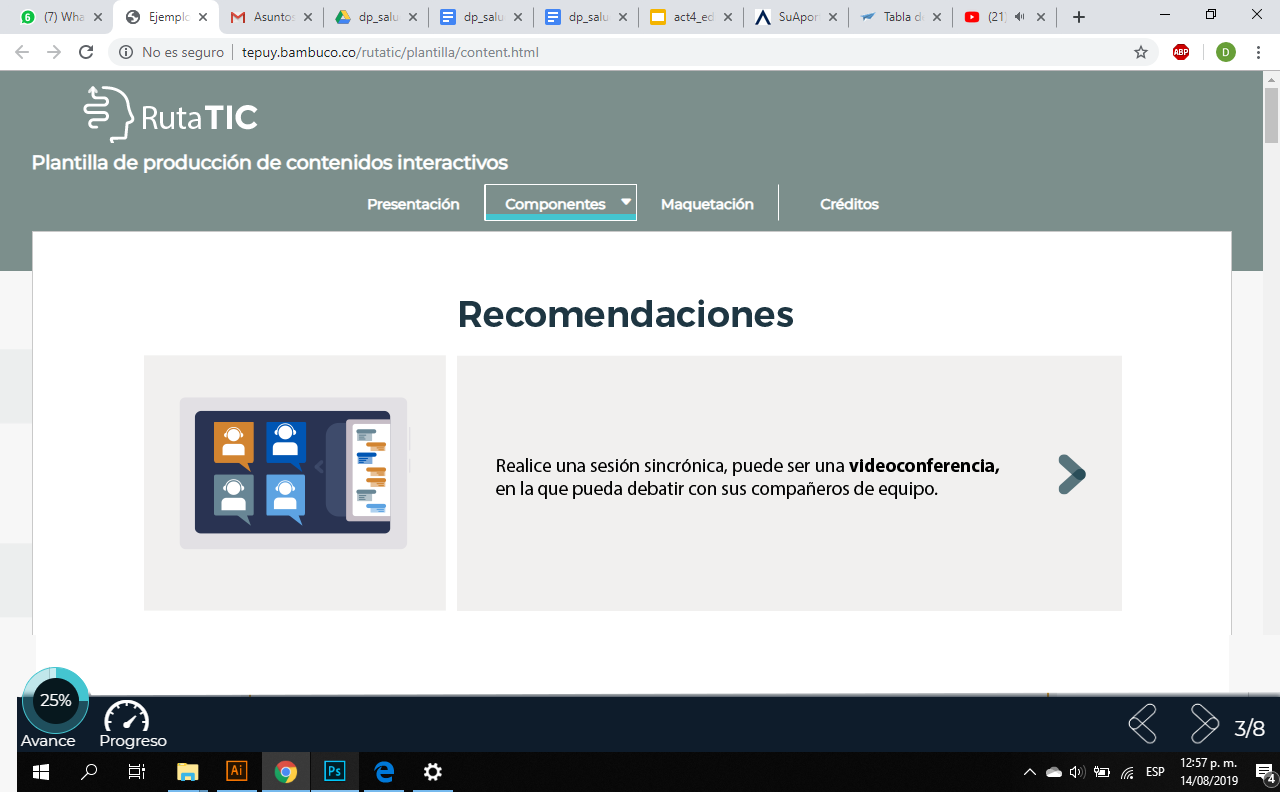 6 (7) Wha
Ejemplo
Asuntos
dp_salu
dp_salu
dp_salu
act4_ed
SuApor
Tabla de
(21)
No es seguro
tepuy.bambuco.co/rutatic/plantilla/content.html
ABP
D
RutaTIC
Plantilla de producción de contenidos interactivos
Presentación
Componentes
Maquetación
Créditos
Recomendaciones
Realice una sesión sincrónica, puede ser una videoconferencia,
en la que pueda debatir con sus compañeros de equipo.
25%
Avance
Progreso
3/8
Ai
Ps
ESP
12:57 p. m.
14/08/2019
4